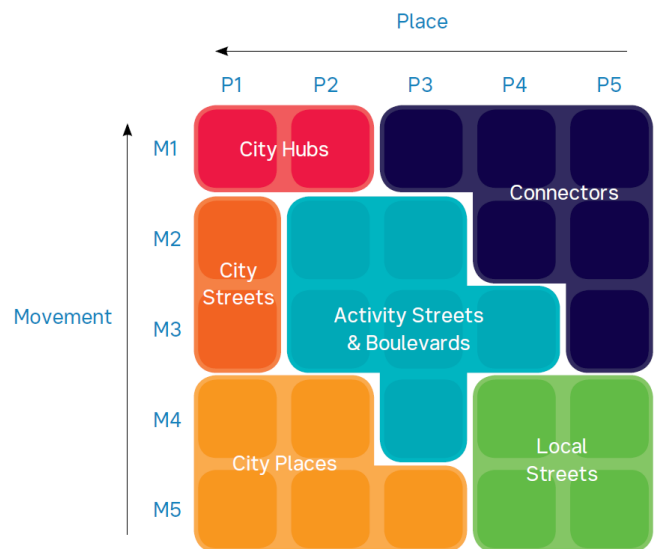 Place
P1 P2 P3 P4 P5
M1
City Hubs
Connectors
M2
City
Streets
M3
Movement
Activity Streets
& Boulevards
M4
City Places
Local
Streets
M5